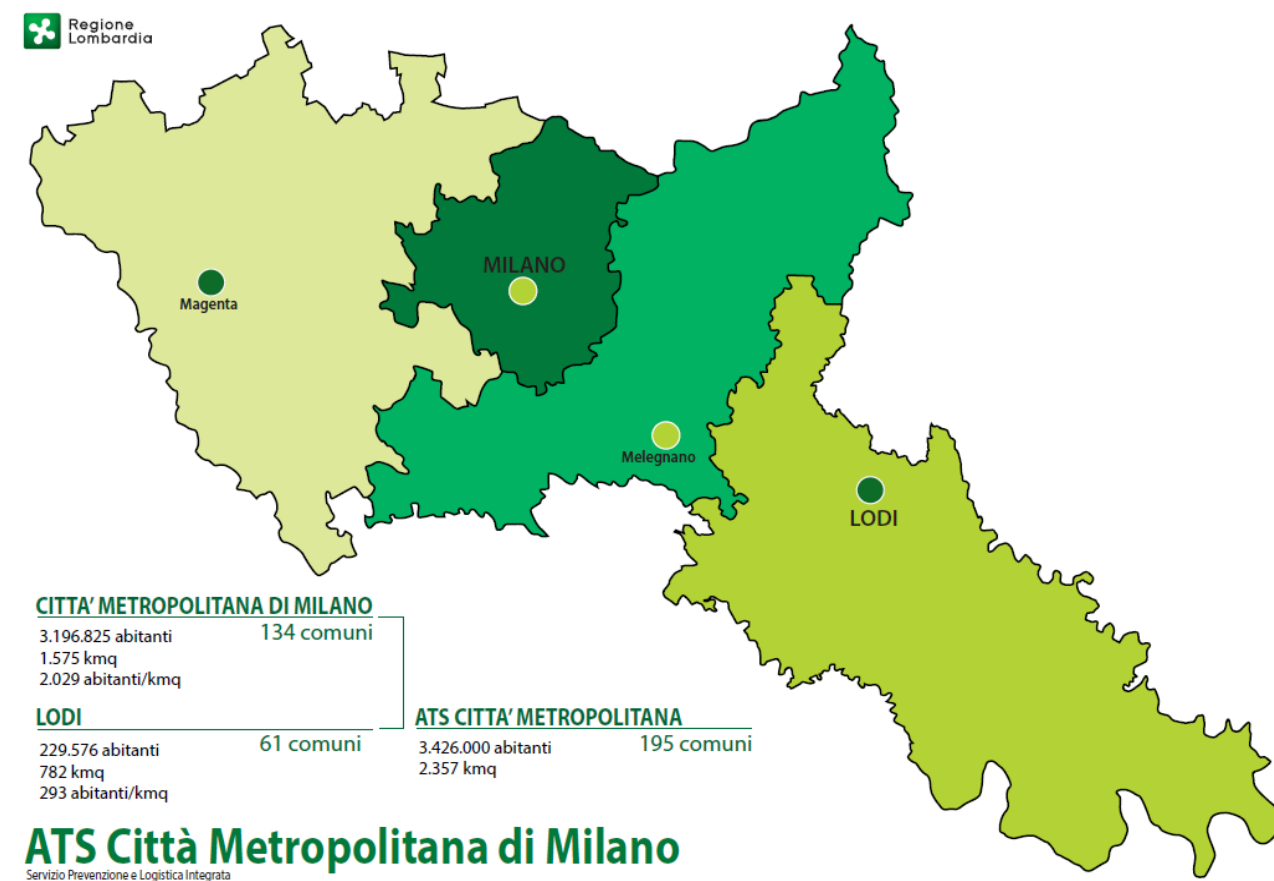 Regione
Lombardia
MILANO
Magenta
Melegnano
LODI
CITTA’ METROPOLITANA DI MILANO
3.196.825 abitanti
134 comuni
1.575 kmq
2.029 abitanti/kmq
LODI
229.576 abitanti
61 comuni
782 kmq
293 abitanti/kmq
ATS CITTA’ METROPOLITANA
3.426.000 abitanti
195 comuni
2.357 kmq
ATS Città Metropolitana di Milano
Servizio Prevenzione e Logistica Integrata